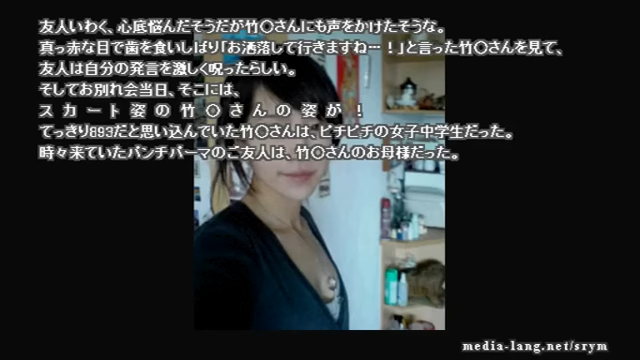 友人いわく、心底悩んだそうだが竹〇さんにも声をかけたそうな。
真っ赤な目で歯を食いしばり「お洒落して行きますね…！」と言った竹〇さんを見て、
友人は自分の発言を激しく呪ったらしい。
そしてお別れ会当日、そこには、
スカート姿の竹〇さんの姿が！
てっきり893だと思い込んでいた竹〇さんは、ピチピチの女子中学生だった。
時々来ていたパンチパーマのご友人は、竹〇さんのお母様だった。
media-lang.net/srym